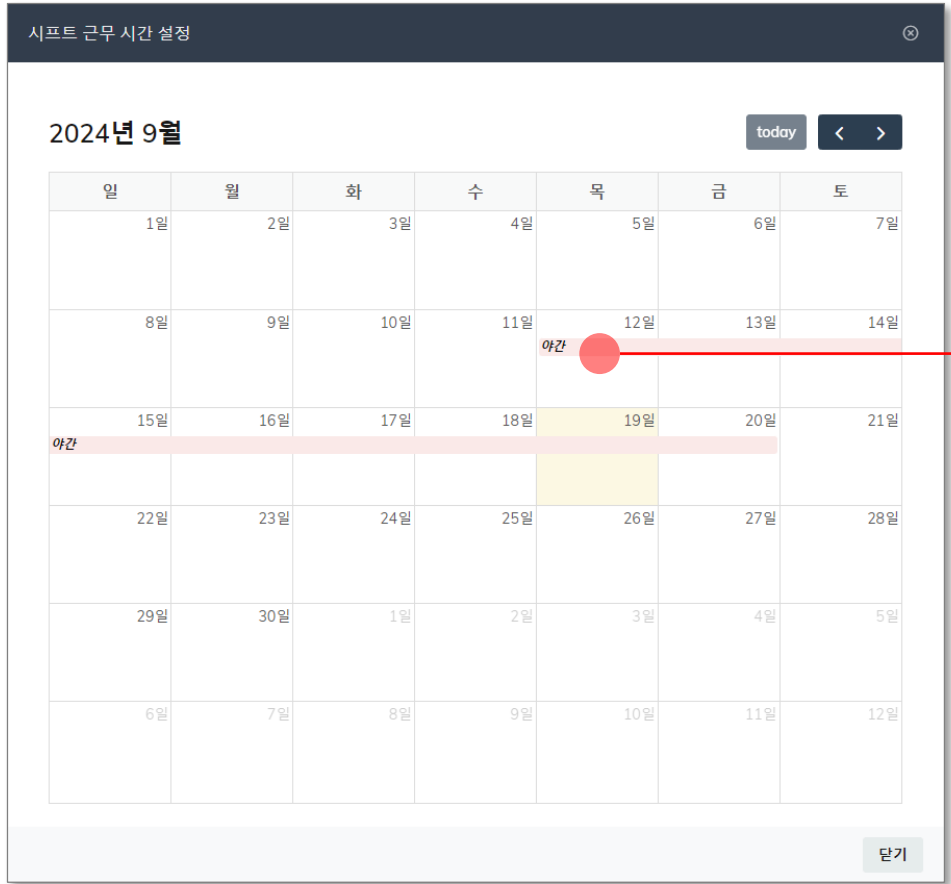 시프트 근무 시간 설정
2024년 9월
today
일 월 화 수 목 금 토
1일 2일 3일 4일 5일 6일 7일
8일 9일 10일 11일 12일 13일 14일
야간
15일 16일 17일 18일 19일 20일 21일
야간
22일 23일 24일 25일 26일 27일 28일
29일 30일 1일 2일 3일 4일 5일
6일 7일 8일 9일 10일 11일 12일
닫기